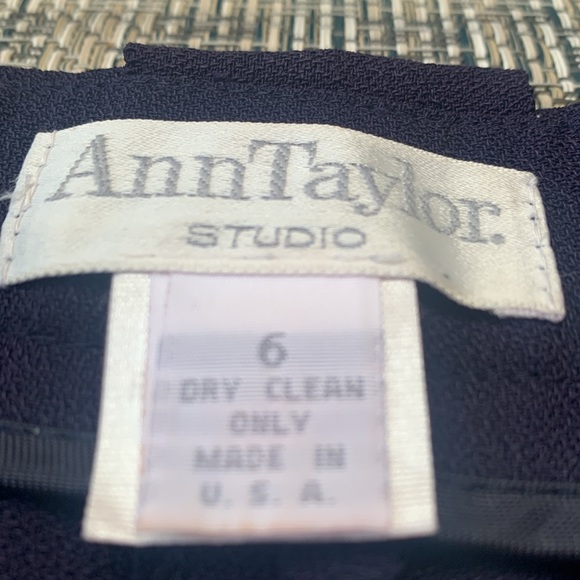 AnnTaylor.
STUDIO
6
DRY CLEAN
ONLY
MADE IN
U.S.A.